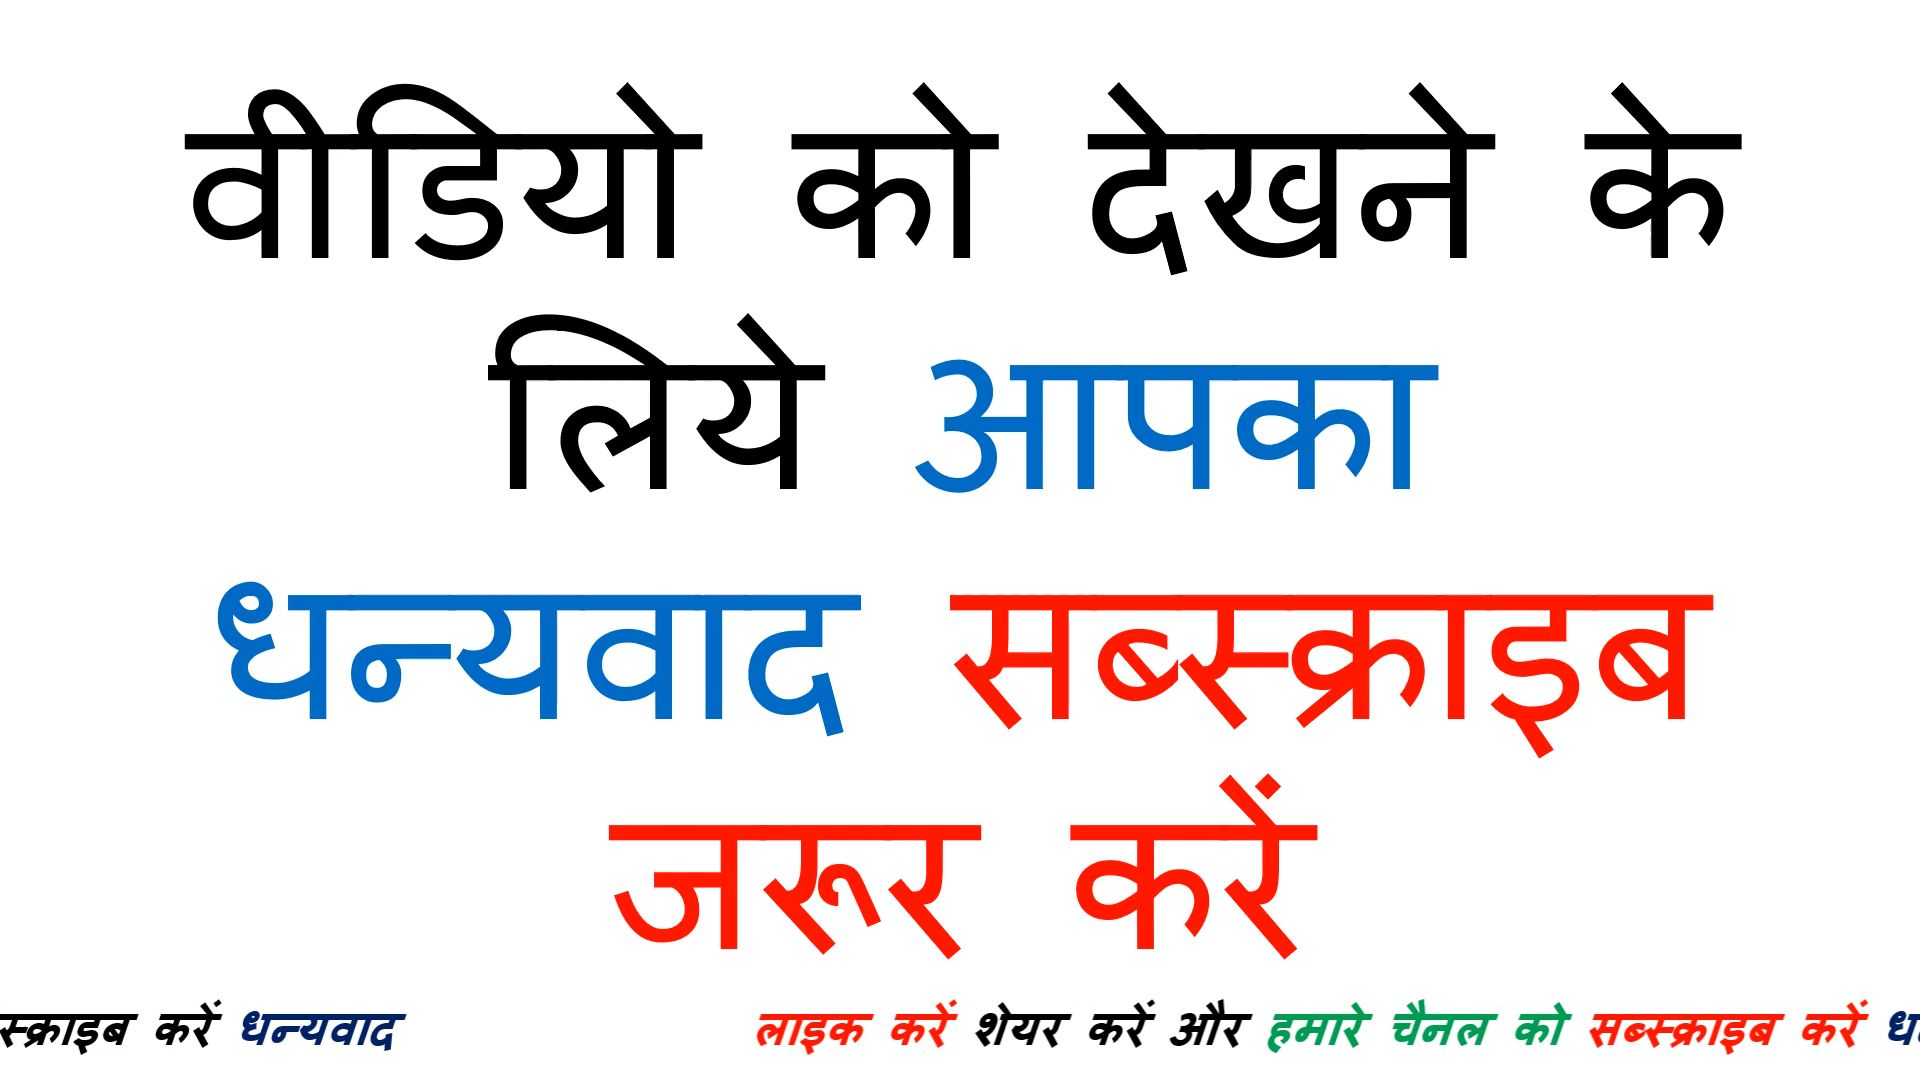 वीडियो को देखने के
लिये आपका
धन्यवाद सब्स्क्राइब
जरूर करें
स्क्राइब करें धन्यवाद लाइक करें शेयर करें और हमारे चैनल को सब्स्क्राइब करें